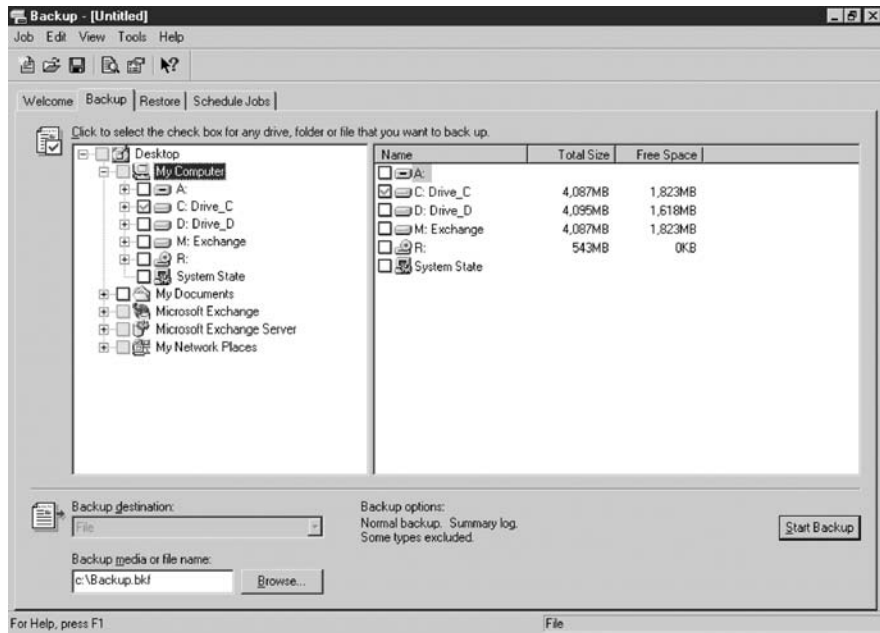 Backup - [Untitled]
Job Edit View Tools Help
Welcome Backup Restore Schedule Jobs
Click to select the check box for any drive, folder or file that you want to back up.
Desktop
My Computer
A:
C: Drive_C
D: Drive_D
M: Exchange
R:
System State
My Documents
Microsoft Exchange
Microsoft Exchange Server
My Network Places
Name Total Size Free Space
A:
C: Drive_C 4,087MB 1,823MB
D: Drive_D 4,095MB 1,618MB
M: Exchange 4,087MB 1,823MB
R: 543MB 0KB
System State
Backup destination:
File
Backup media or file name:
c:\Backup.bkf
Browse...
Backup options:
Normal backup. Summary log.
Some types excluded.
Start Backup
For Help, press F1
File